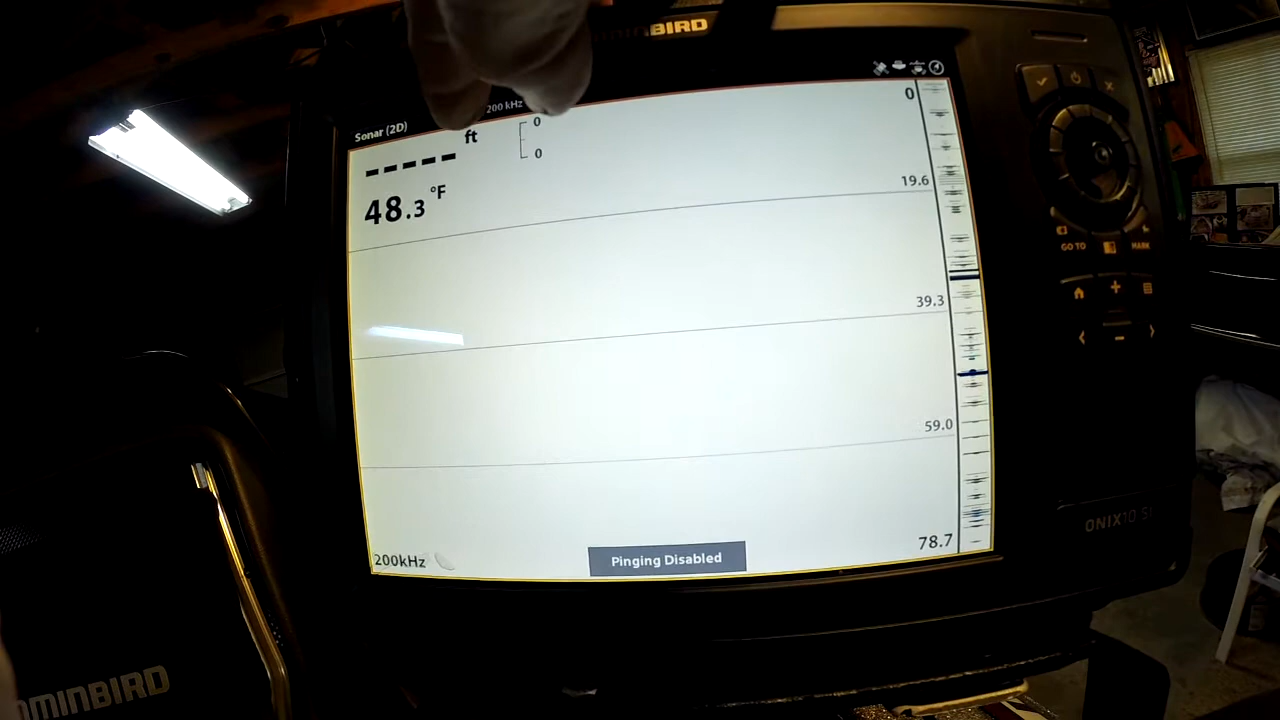 MINBIRD
Sonar (2D)
200 kHz
----- ft
0
0
48.3 °F
0
19.6
39.3
59.0
78.7
200kHz
Pinging Disabled
GO TO
MARK
ONIX10 SI
MINBIRD